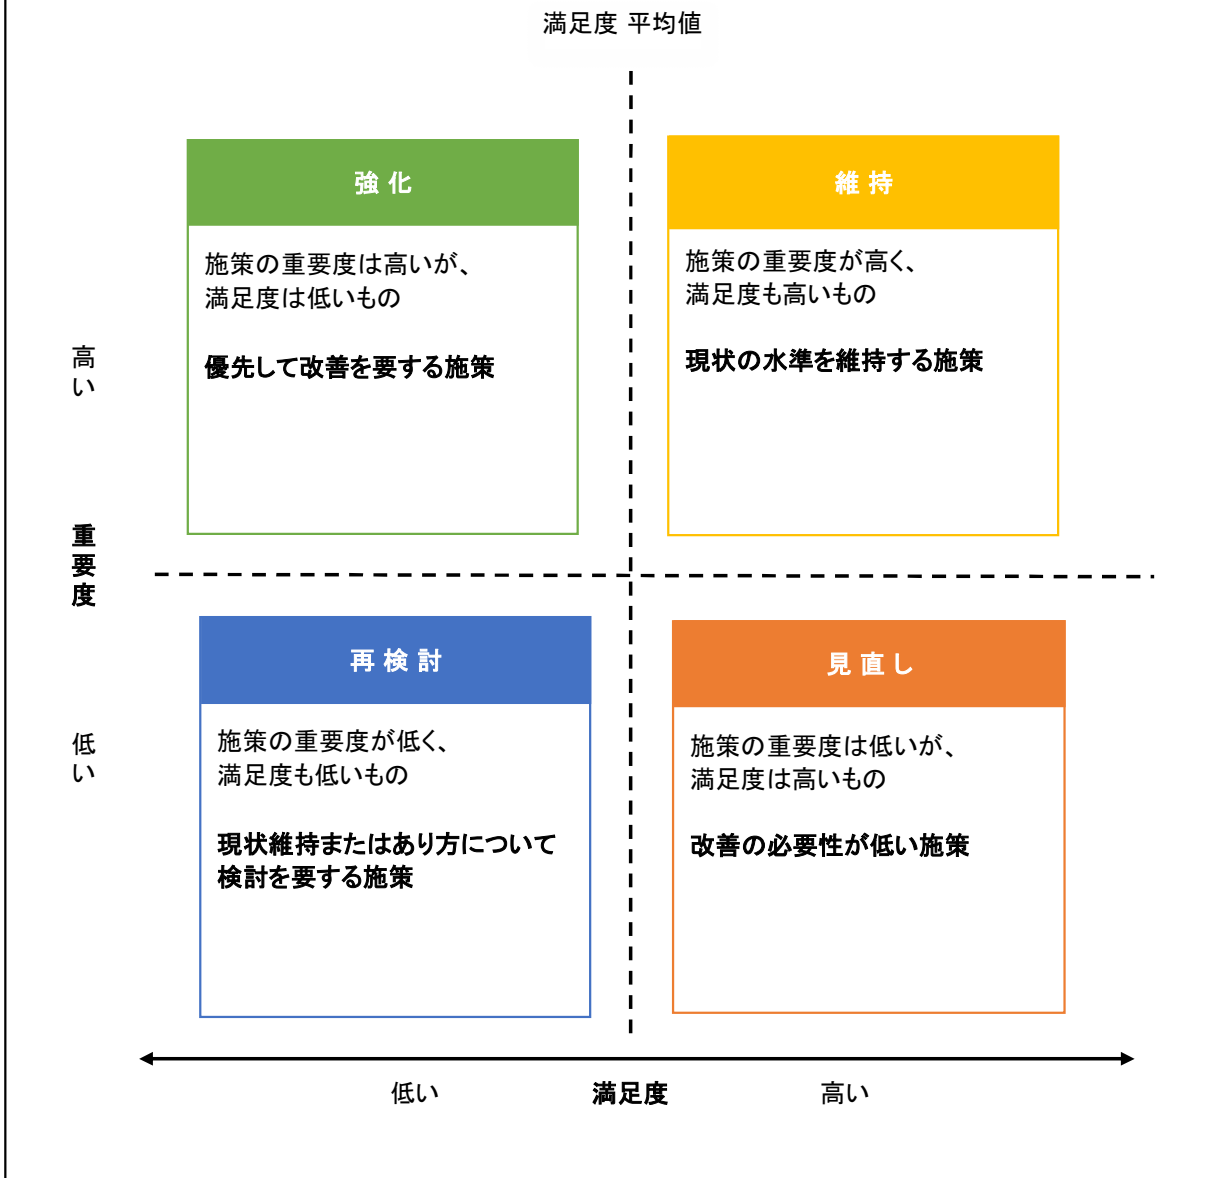 満足度 平均値
強 化
施策の重要度は高いが、
満足度は低いもの
優先して改善を要する施策
維 持
施策の重要度が高く、
満足度も高いもの
現状の水準を維持する施策
高い
重要度
低い
再 検 討
施策の重要度が低く、
満足度も低いもの
現状維持またはあり方について
検討を要する施策
見 直 し
施策の重要度は低いが、
満足度は高いもの
改善の必要性が低い施策
低い 満足度 高い